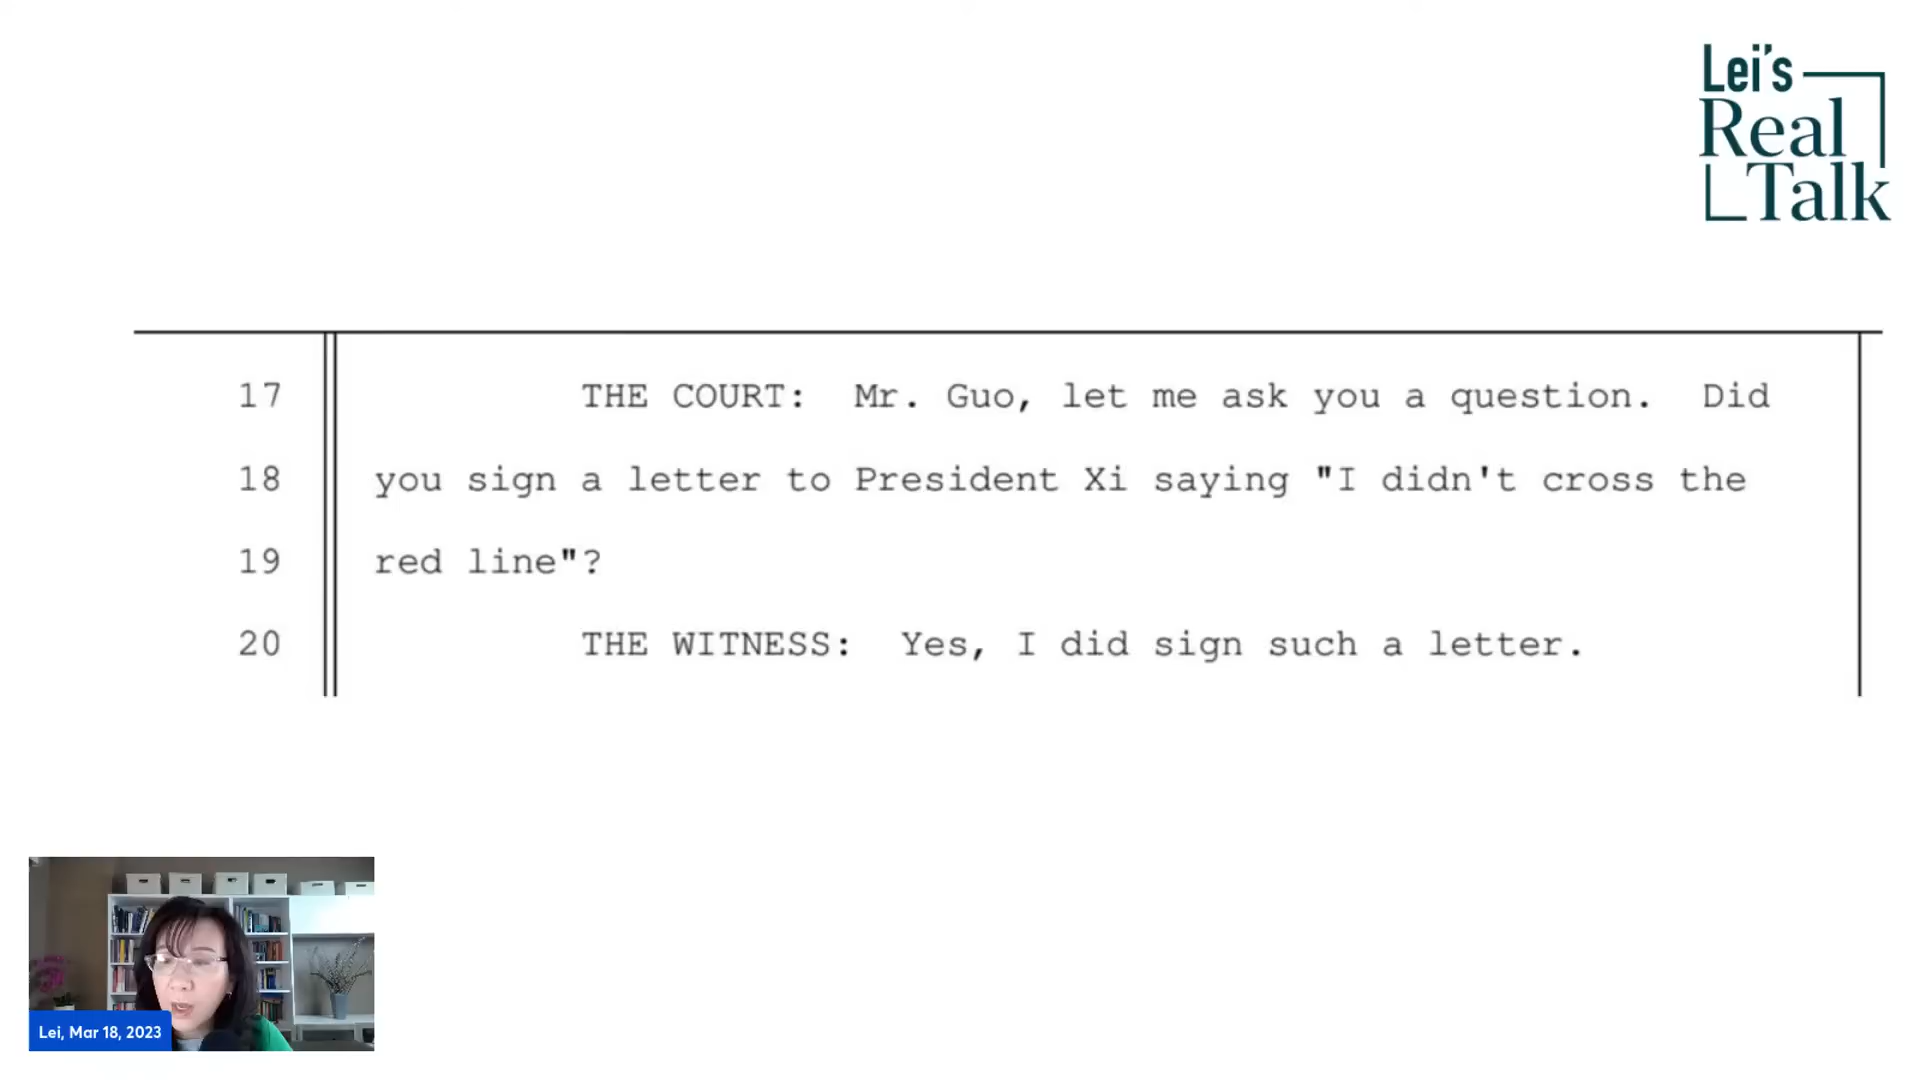 Lei's
Real
Talk
17 THE COURT: Mr. Guo, let me ask you a question. Did
18 you sign a letter to President Xi saying "I didn't cross the
19 red line"?
20 THE WITNESS: Yes, I did sign such a letter.
Lei, Mar 18, 2023